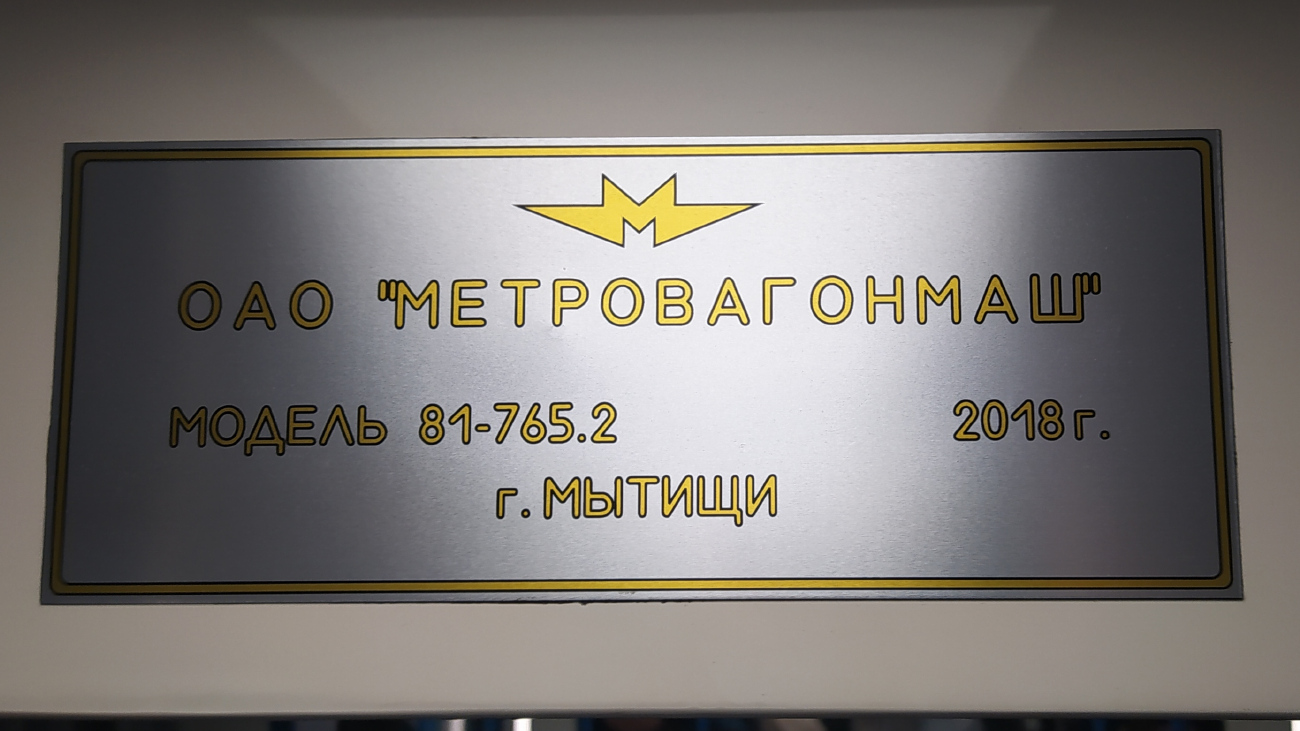 ОАО "МЕТРОВАГОНМАШ"
МОДЕЛЬ 81-765.2 2018 г.
г. МЫТИЩИ